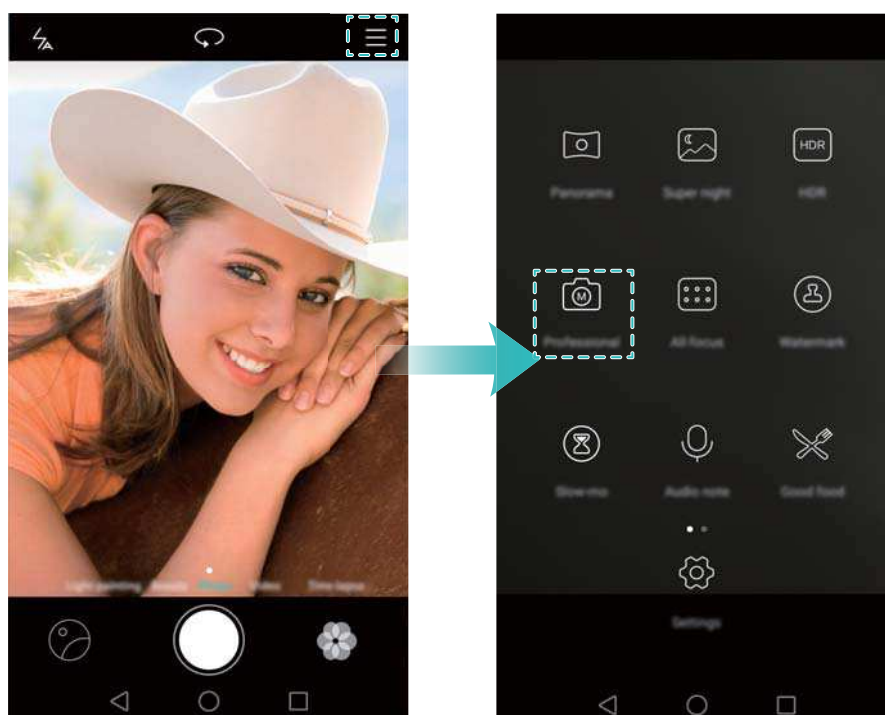 A
HDR
Panorama
Super night
HDR
M
Professional
All focus
Watermark
Slow-mo
Audio note
Good food
Light painting
Beauty
Photo
Video
Time-lapse
Settings